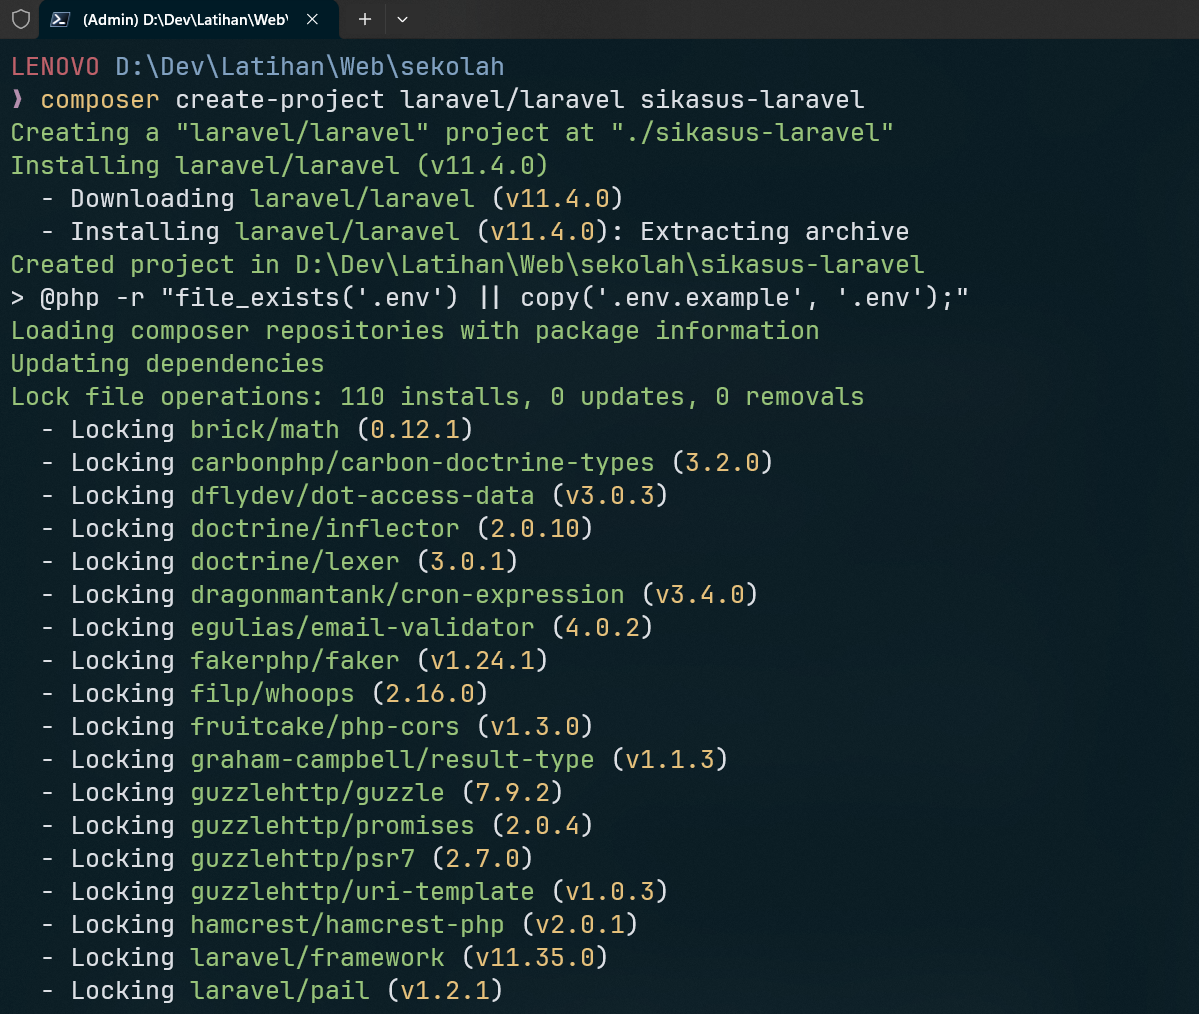 (Admin) D:\Dev\Latihan\Web\
LENOVO D:\Dev\Latihan\Web\sekolah
❯ composer create-project laravel/laravel sikasus-laravel
Creating a "laravel/laravel" project at "./sikasus-laravel"
Installing laravel/laravel (v11.4.0)
  - Downloading laravel/laravel (v11.4.0)
  - Installing laravel/laravel (v11.4.0): Extracting archive
Created project in D:\Dev\Latihan\Web\sekolah\sikasus-laravel
> @php -r "file_exists('.env') || copy('.env.example', '.env');"
Loading composer repositories with package information
Updating dependencies
Lock file operations: 110 installs, 0 updates, 0 removals
  - Locking brick/math (0.12.1)
  - Locking carbonphp/carbon-doctrine-types (3.2.0)
  - Locking dflydev/dot-access-data (v3.0.3)
  - Locking doctrine/inflector (2.0.10)
  - Locking doctrine/lexer (3.0.1)
  - Locking dragonmantank/cron-expression (v3.4.0)
  - Locking egulias/email-validator (4.0.2)
  - Locking fakerphp/faker (v1.24.1)
  - Locking filp/whoops (2.16.0)
  - Locking fruitcake/php-cors (v1.3.0)
  - Locking graham-campbell/result-type (v1.1.3)
  - Locking guzzlehttp/guzzle (7.9.2)
  - Locking guzzlehttp/promises (2.0.4)
  - Locking guzzlehttp/psr7 (2.7.0)
  - Locking guzzlehttp/uri-template (v1.0.3)
  - Locking hamcrest/hamcrest-php (v2.0.1)
  - Locking laravel/framework (v11.35.0)
  - Locking laravel/pail (v1.2.1)